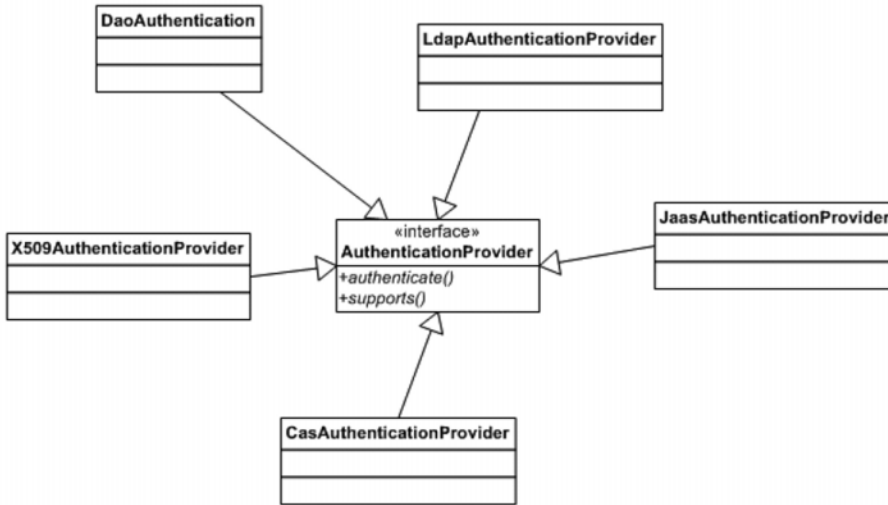 DaoAuthentication
LdapAuthenticationProvider
«interface»
AuthenticationProvider
+authenticate()
+supports()
X509AuthenticationProvider
JaasAuthenticationProvider
CasAuthenticationProvider